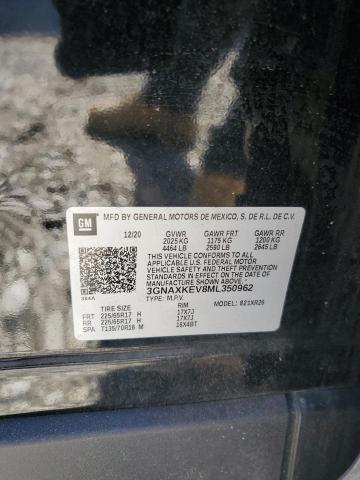 GM MFD BY GENERAL MOTORS DE MEXICO, S. DE R.L. DE C.V.
12/20 GVWR GAWR FRT GAWR RR
2025 KG 1175 KG 1200 KG
4464 LB 2590 LB 2645 LB
THIS VEHICLE CONFORMS TO ALL
APPLICABLE U.S. FEDERAL MOTOR
VEHICLE SAFETY, BUMPER, AND THEFT
PREVENTION STANDARDS IN EFFECT ON THE
DATE OF MANUFACTURE SHOWN ABOVE.
3GNAXKEV8ML350962
384A TYPE: M.P.V. MODEL: 821XR26
TIRE SIZE RIM
FRT 225/65R17 H 17X7J
RR 225/65R17 H 17X7J
SPA T135/70R16 M 16X4BT